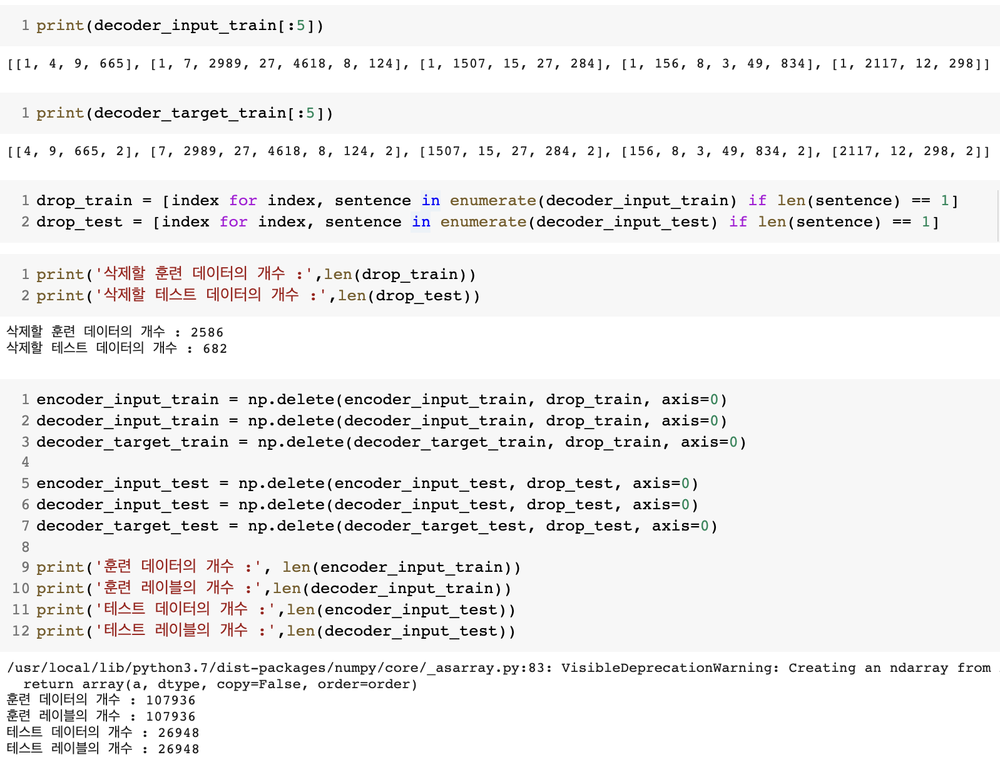 1 print(decoder_input_train[:5])
[[1, 4, 9, 665], [1, 7, 2989, 27, 4618, 8, 124], [1, 1507, 15, 27, 284], [1, 156, 8, 3, 49, 834], [1, 2117, 12, 298]]
1 print(decoder_target_train[:5])
[[4, 9, 665, 2], [7, 2989, 27, 4618, 8, 124, 2], [1507, 15, 27, 284, 2], [156, 8, 3, 49, 834, 2], [2117, 12, 298, 2]]
1 drop_train = [index for index, sentence in enumerate(decoder_input_train) if len(sentence) == 1]
2 drop_test = [index for index, sentence in enumerate(decoder_input_test) if len(sentence) == 1]
1 print('삭제할 훈련 데이터의 개수 :',len(drop_train))
2 print('삭제할 테스트 데이터의 개수 :',len(drop_test))
삭제할 훈련 데이터의 개수 : 2586
삭제할 테스트 데이터의 개수 : 682
1 encoder_input_train = np.delete(encoder_input_train, drop_train, axis=0)
2 decoder_input_train = np.delete(decoder_input_train, drop_train, axis=0)
3 decoder_target_train = np.delete(decoder_target_train, drop_train, axis=0)
4
5 encoder_input_test = np.delete(encoder_input_test, drop_test, axis=0)
6 decoder_input_test = np.delete(decoder_input_test, drop_test, axis=0)
7 decoder_target_test = np.delete(decoder_target_test, drop_test, axis=0)
8
9 print('훈련 데이터의 개수 :', len(encoder_input_train))
10 print('훈련 레이블의 개수 :',len(decoder_input_train))
11 print('테스트 데이터의 개수 :',len(encoder_input_test))
12 print('테스트 레이블의 개수 :',len(decoder_input_test))
/usr/local/lib/python3.7/dist-packages/numpy/core/_asarray.py:83: VisibleDeprecationWarning: Creating an ndarray from
return array(a, dtype, copy=False, order=order)
훈련 데이터의 개수 : 107936
훈련 레이블의 개수 : 107936
테스트 데이터의 개수 : 26948
테스트 레이블의 개수 : 26948